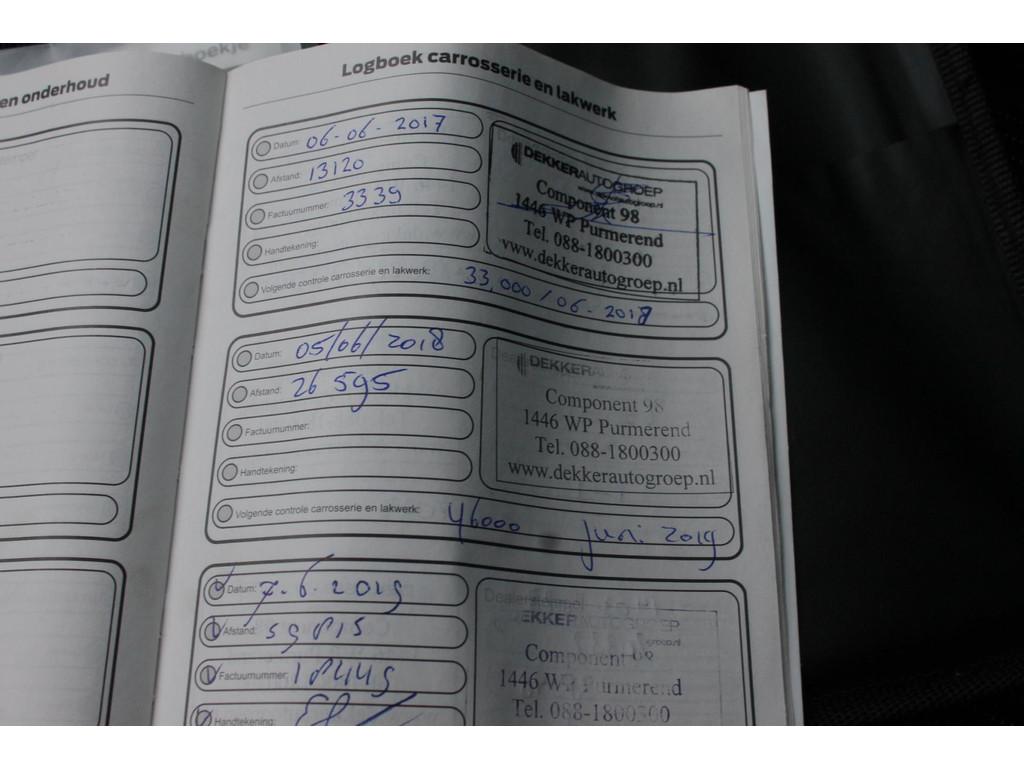 en onderhoud
Logboek carrosserie en lakwerk
Datum: 06-06-2017
Afstand: 13120
Factuurnummer: 3339
Handtekening:
Volgende controle carrosserie en lakwerk: 33,000/06-2018
DEKKERAUTOGROEP
Component 98
1446 WP Purmerend
Tel. 088-1800300
www.dekkerautogroep.nl
Datum: 05/06/2018
Afstand: 26 595
Factuurnummer:
Handtekening:
Volgende controle carrosserie en lakwerk: 46000 Juni 2019
DEKKERA
Component 98
1446 WP Purmerend
Tel. 088-1800300
www.dekkerautogroep.nl
Datum: 7.6.2019
Afstand:
Factuurnummer: 18449
Handtekening:
Dealerstempel
DEKKERAUTOGROEP
Component 98
1446 WP Purmerend
Tel. 088-1800300